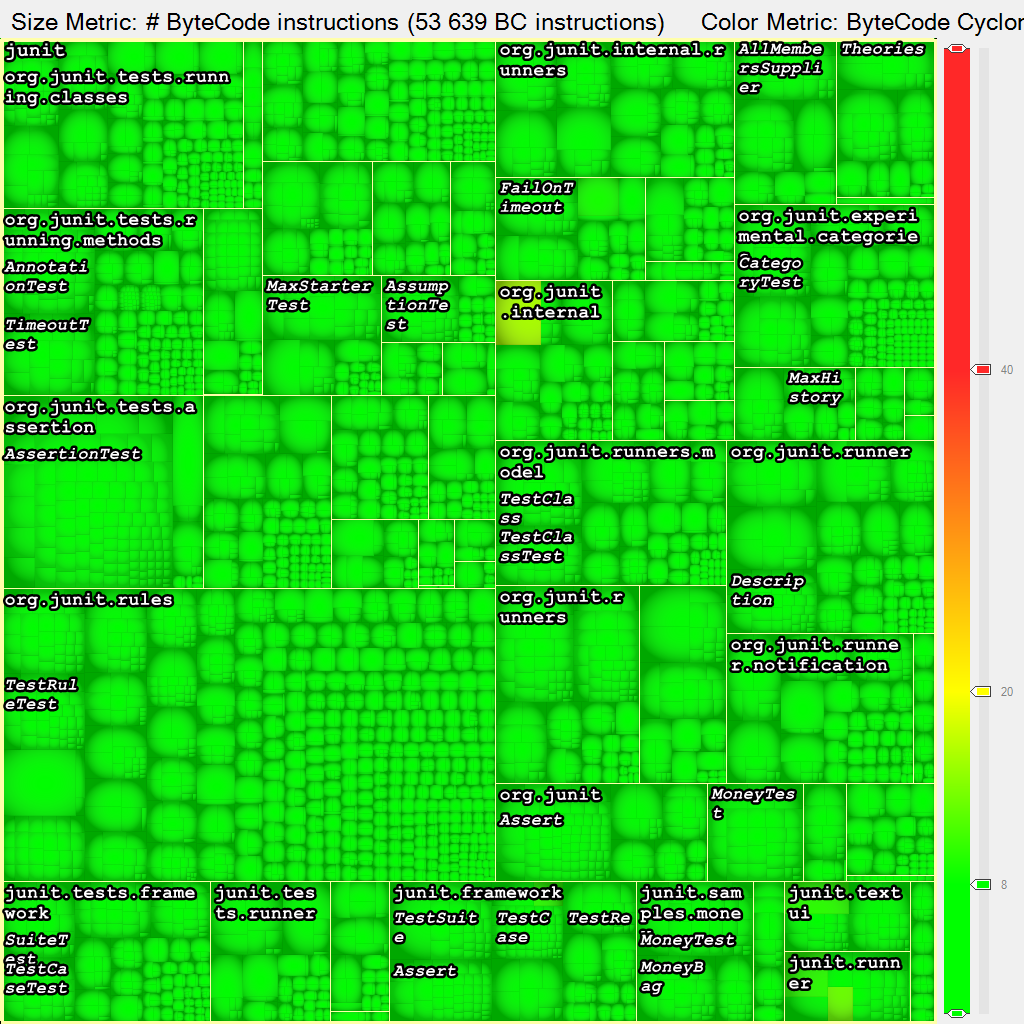 Size Metric: # ByteCode instructions (53 639 BC instructions)
Color Metric: ByteCode Cyclor
junit
org.junit.tests.runn
ing.classes
org.junit.internal.r
unners
AllMembe
rsSuppli
er
Theories
FailOnT
imeout
org.junit.tests.r
unning.methods
Annotati
onTest
TimeoutT
est
org.junit.experi
mental.categorie
Catego
ryTest
MaxStarter
Test
Assump
tionTe
st
org.junit
.internal
MaxHi
story
org.junit.tests.a
ssertion
AssertionTest
40
org.junit.runners.m
odel
TestCla
ss
TestCla
ssTest
org.junit.runner
Descrip
tion
org.junit.rules
TestRul
eTest
org.junit.r
unners
org.junit.runne
r.notification
20
org.junit
Assert
MoneyTes
t
8
junit.tests.frame
work
SuiteT
est
TestCa
seTest
junit.tes
ts.runner
junit.framework
TestSuit
e
TestC
ase
TestRe
Assert
junit.sam
ples.mone
MoneyTest
MoneyB
ag
junit.text
ui
junit.runn
er